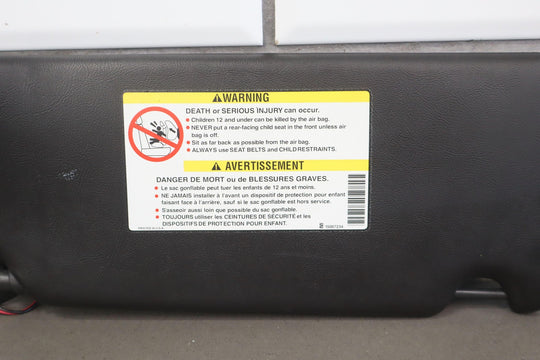 WARNING
DEATH or SERIOUS INJURY can occur.
Children 12 and under can be killed by the air bag.
NEVER put a rear-facing child seat in the front unless air
bag is off.
Sit as far back as possible from the air bag.
ALWAYS use SEAT BELTS and CHILD RESTRAINTS.
AVERTISSEMENT
DANGER DE MORT ou de BLESSURES GRAVES.
Le sac gonflable peut tuer les enfants de 12 ans et moins.
NE JAMAIS installer à l'avant un dispositif de protection pour enfant
faisant face à l'arrière, sauf si le sac gonflable est hors service.
S'asseoir aussi loin que possible du sac gonflable.
TOUJOURS utiliser les CEINTURES DE SÉCURITÉ et les
DISPOSITIFS DE PROTECTION POUR ENFANT.